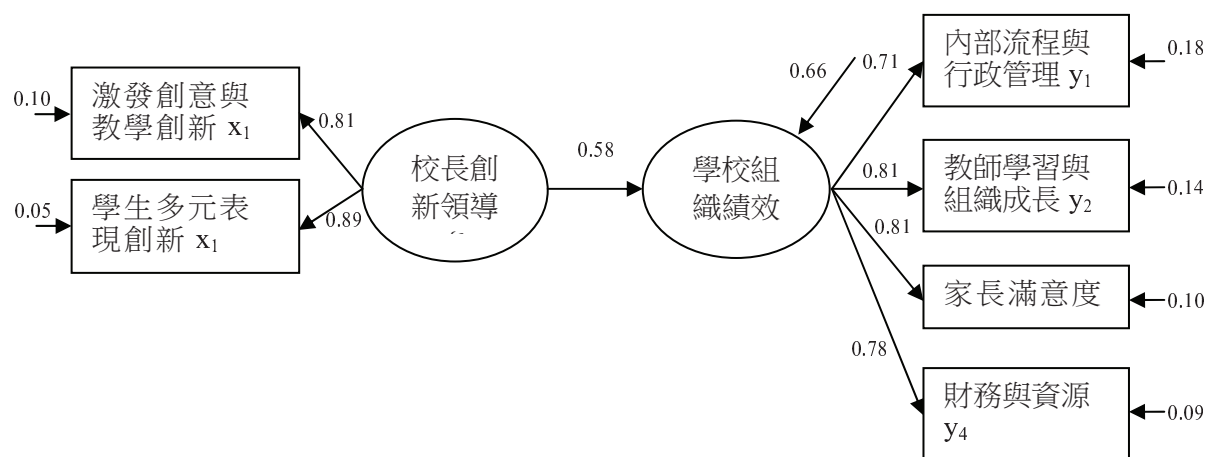 0.10
激發創意與
教學創新 x₁
0.81
0.05
學生多元表
現創新 x₁
0.89
校長創
新領導
0.58
0.66
學校組
織績效
0.71
內部流程與
行政管理 y₁
0.18
0.81
教師學習與
組織成長 y₂
0.14
0.81
家長滿意度
0.10
0.78
財務與資源
y₄
0.09